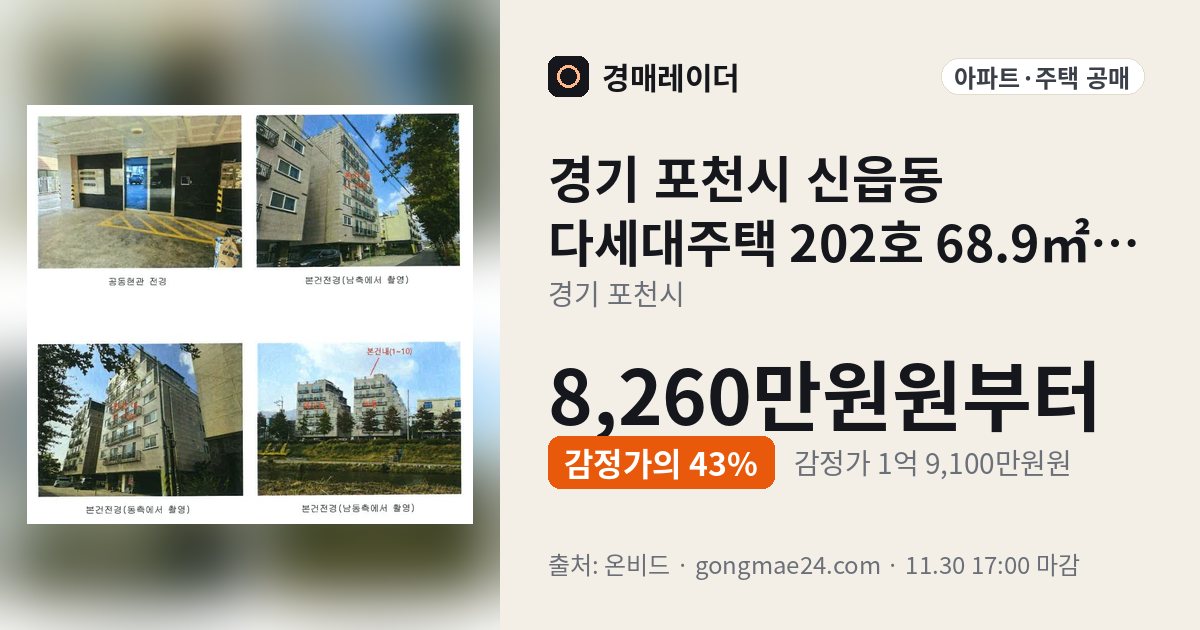 공동현관 전경
본건전경(남측에서 촬영)
본건내(1~10)
본건전경(동측에서 촬영)
본건전경(남동측에서 촬영)
경매레이더
아파트·주택 공매
경기 포천시 신읍동
다세대주택 202호 68.9㎡…
경기 포천시
8,260만원원부터
감정가의 43%
감정가 1억 9,100만원원
출처: 온비드 · gongmae24.com · 11.30 17:00 마감